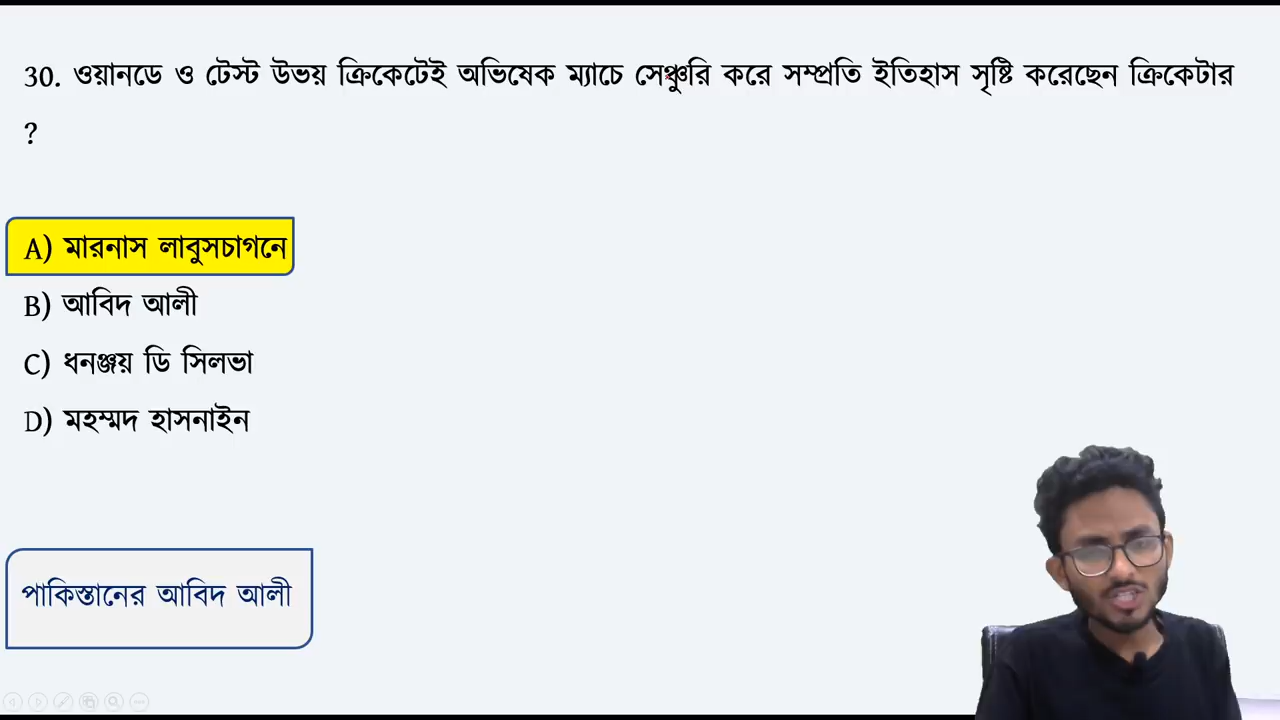 30. ওয়ানডে ও টেস্ট উভয় ক্রিকেটেই অভিষেক ম্যাচে সেঞ্চুরি করে সম্প্রতি ইতিহাস সৃষ্টি করেছেন ক্রিকেটার
?
A) মারনাস লাবুসচাগনে
B) আবিদ আলী
C) ধনঞ্জয় ডি সিলভা
D) মহম্মদ হাসনাইন
পাকিস্তানের আবিদ আলী